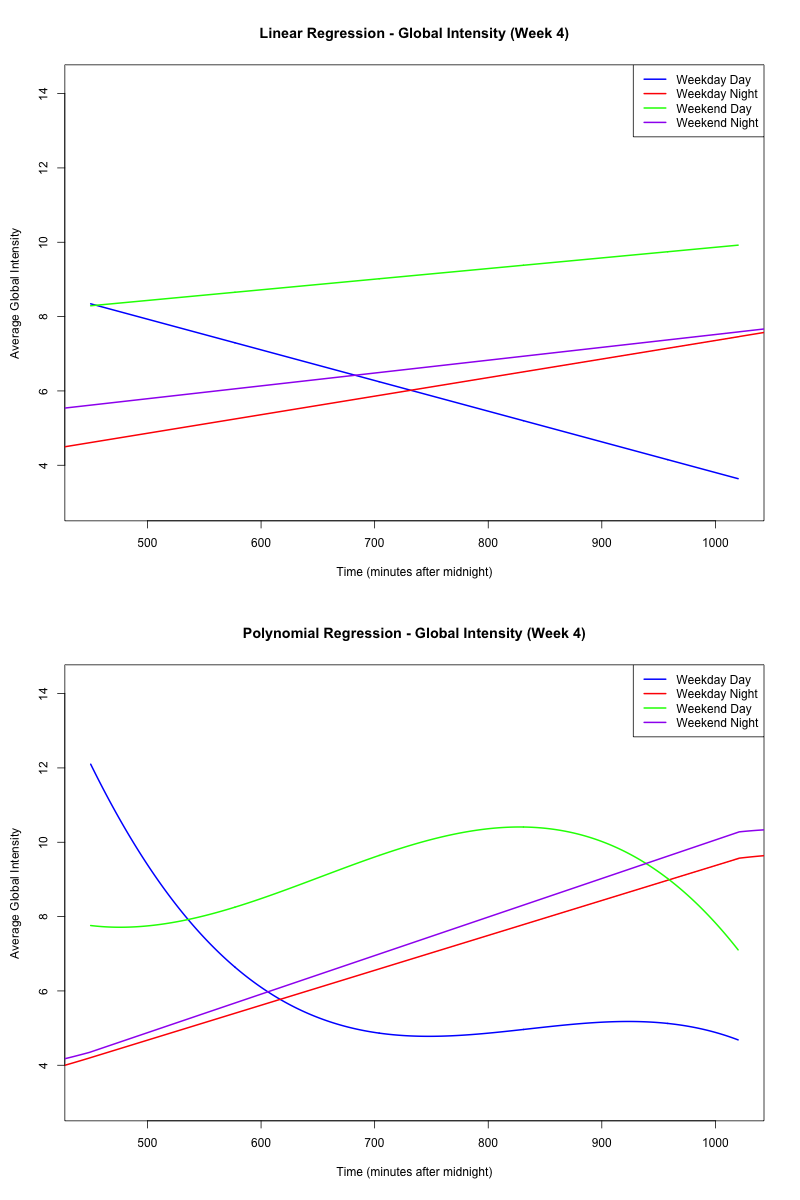 Linear Regression - Global Intensity (Week 4)
Weekday Day
Weekday Night
Weekend Day
Weekend Night
14
12
10
8
6
4
Average Global Intensity
500 600 700 800 900 1000
Time (minutes after midnight)
Polynomial Regression - Global Intensity (Week 4)
Weekday Day
Weekday Night
Weekend Day
Weekend Night
14
12
10
8
6
4
Average Global Intensity
500 600 700 800 900 1000
Time (minutes after midnight)